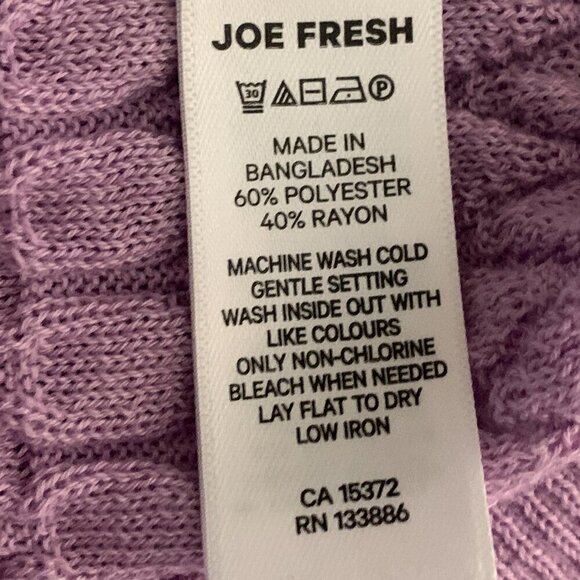 JOE FRESH
30 P
MADE IN
BANGLADESH
60% POLYESTER
40% RAYON
MACHINE WASH COLD
GENTLE SETTING
WASH INSIDE OUT WITH
LIKE COLOURS
ONLY NON-CHLORINE
BLEACH WHEN NEEDED
LAY FLAT TO DRY
LOW IRON
CA 15372
RN 133886